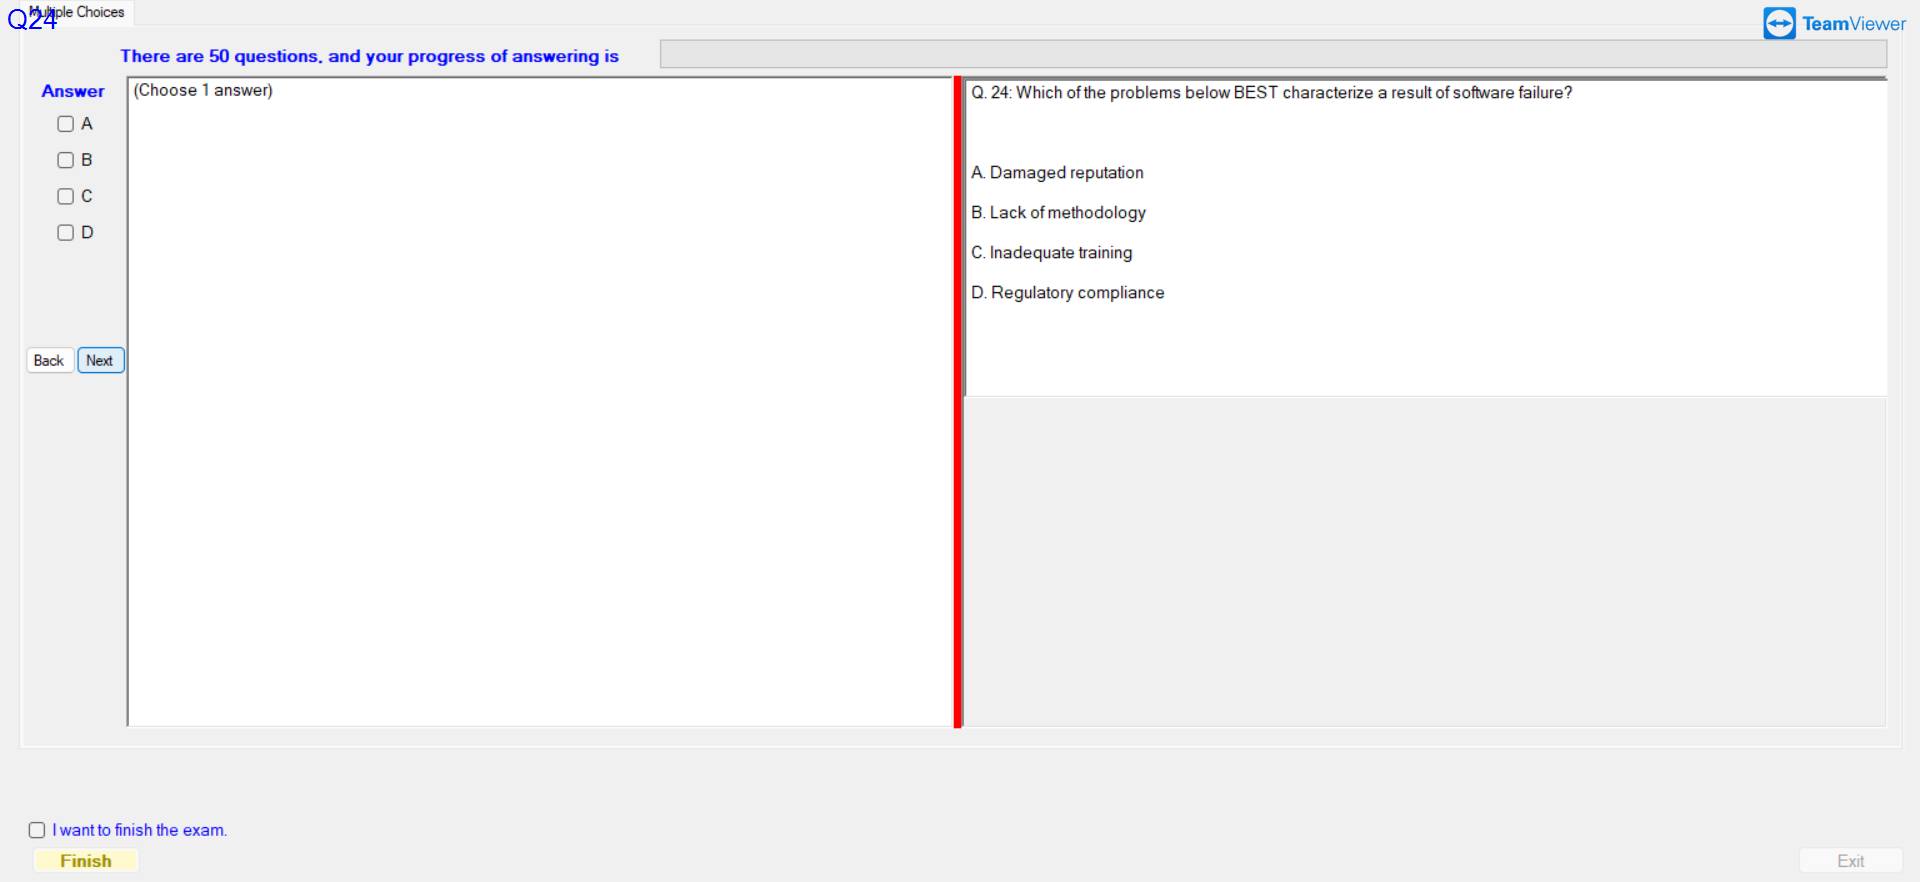 Multiple Choices
Q24
TeamViewer
There are 50 questions, and your progress of answering is
Answer
(Choose 1 answer)
A
B
C
D
Back
Next
Q. 24: Which of the problems below BEST characterize a result of software failure?
A. Damaged reputation
B. Lack of methodology
C. Inadequate training
D. Regulatory compliance
I want to finish the exam.
Finish
Exit